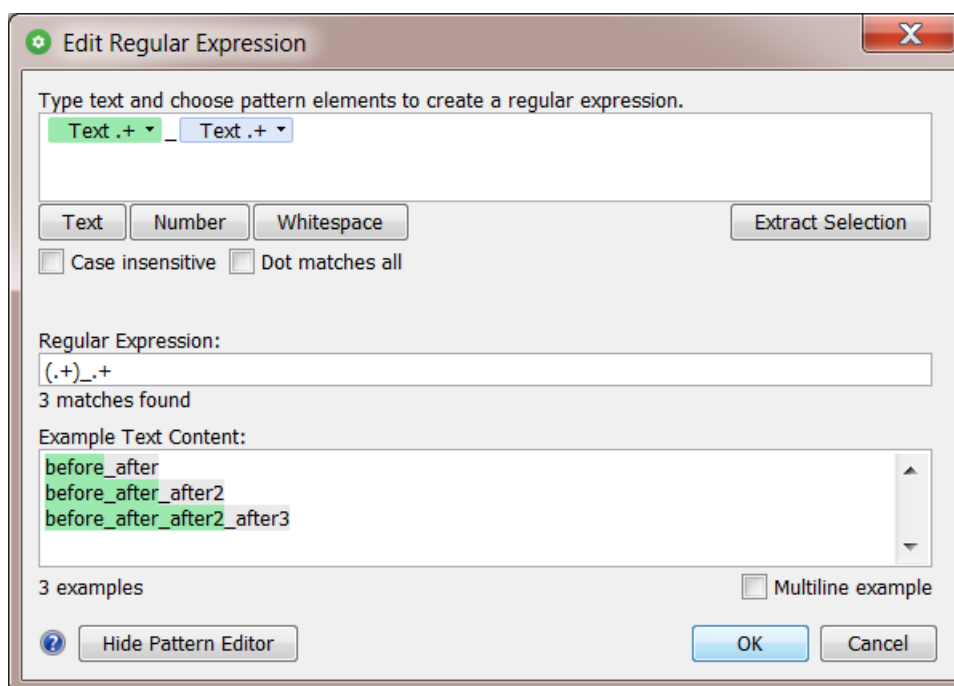 Edit Regular Expression
Type text and choose pattern elements to create a regular expression.
Text .+ _ Text .+
Text Number Whitespace Extract Selection
Case insensitive Dot matches all
Regular Expression:
(.+)_.+
3 matches found
Example Text Content:
before_after
before_after_after2
before_after_after2_after3
3 examples Multiline example
? Hide Pattern Editor OK Cancel